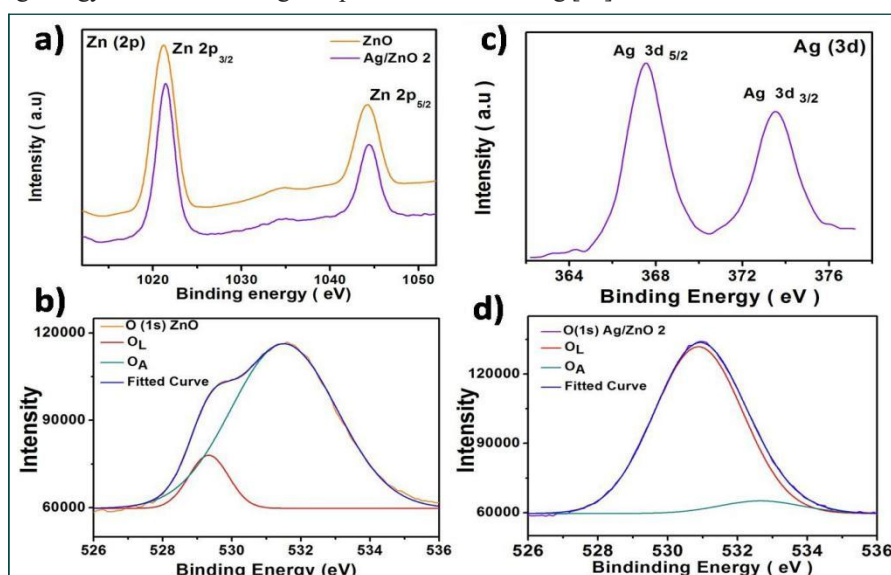 a)
Zn (2p)
Zn 2p3/2
ZnO
Ag/ZnO 2
Zn 2p5/2
Intensity ( a.u)
1020 1030 1040 1050
Binding energy ( eV)
c)
Ag 3d 5/2
Ag (3d)
Ag 3d 3/2
Intensity ( a.u )
364 368 372 376
Binding Energy ( eV )
b)
120000
90000
60000
O (1s) ZnO
OL
OA
Fitted Curve
Intensity
526 528 530 532 534 536
Binding Energy (eV)
d)
120000
90000
60000
O(1s) Ag/ZnO 2
OL
OA
Fitted Curve
Intensity
526 528 530 532 534 536
Bindinding Energy ( eV )